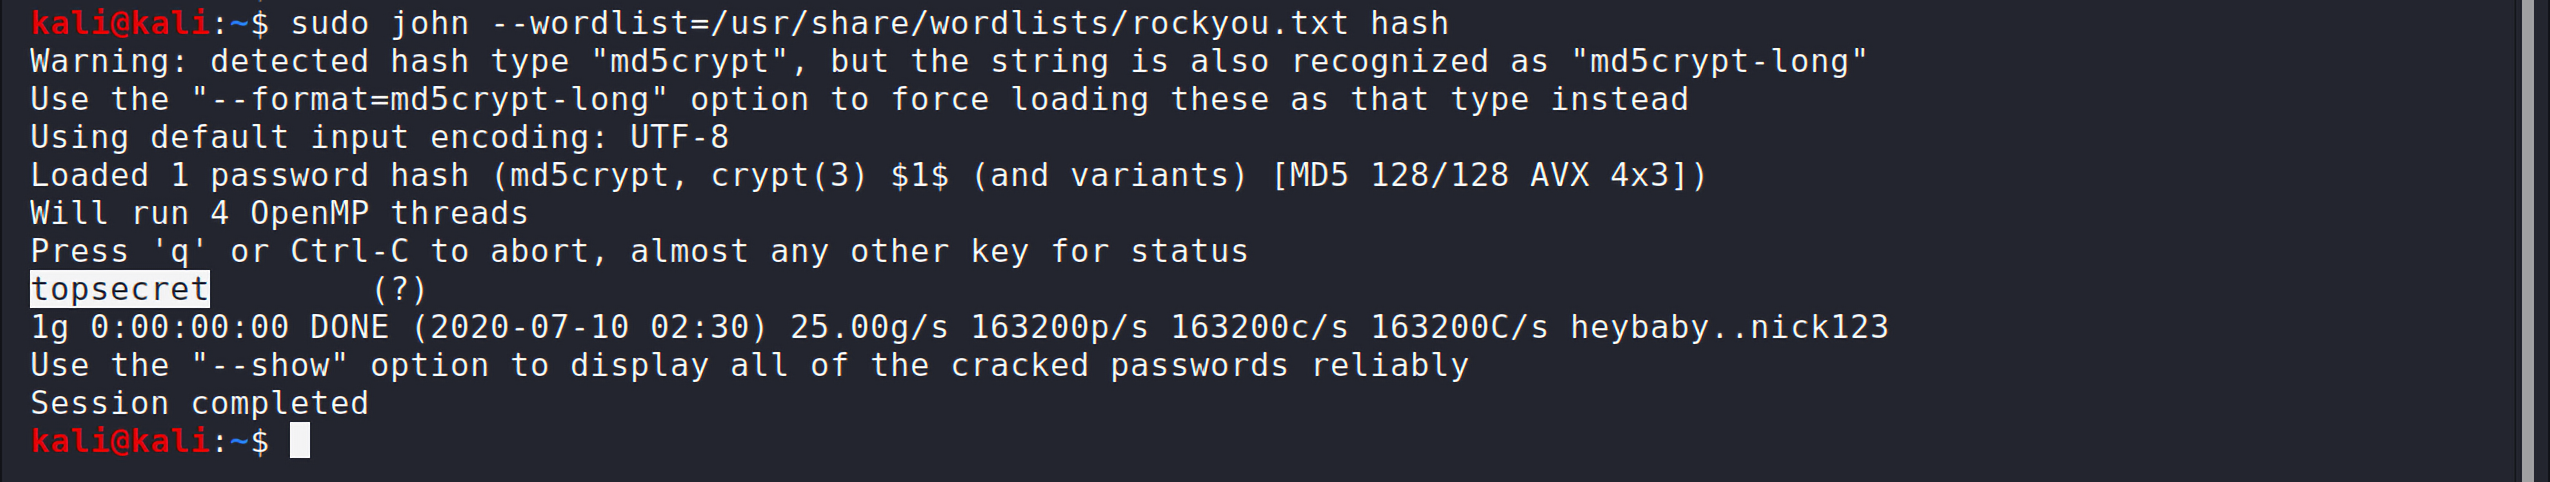 kali@kali:~$ sudo john --wordlist=/usr/share/wordlists/rockyou.txt hash
Warning: detected hash type "md5crypt", but the string is also recognized as "md5crypt-long"
Use the "--format=md5crypt-long" option to force loading these as that type instead
Using default input encoding: UTF-8
Loaded 1 password hash (md5crypt, crypt(3) $1$ (and variants) [MD5 128/128 AVX 4x3])
Will run 4 OpenMP threads
Press 'q' or Ctrl-C to abort, almost any other key for status
topsecret        (?)
1g 0:00:00:00 DONE (2020-07-10 02:30) 25.00g/s 163200p/s 163200c/s 163200C/s heybaby..nick123
Use the "--show" option to display all of the cracked passwords reliably
Session completed
kali@kali:~$